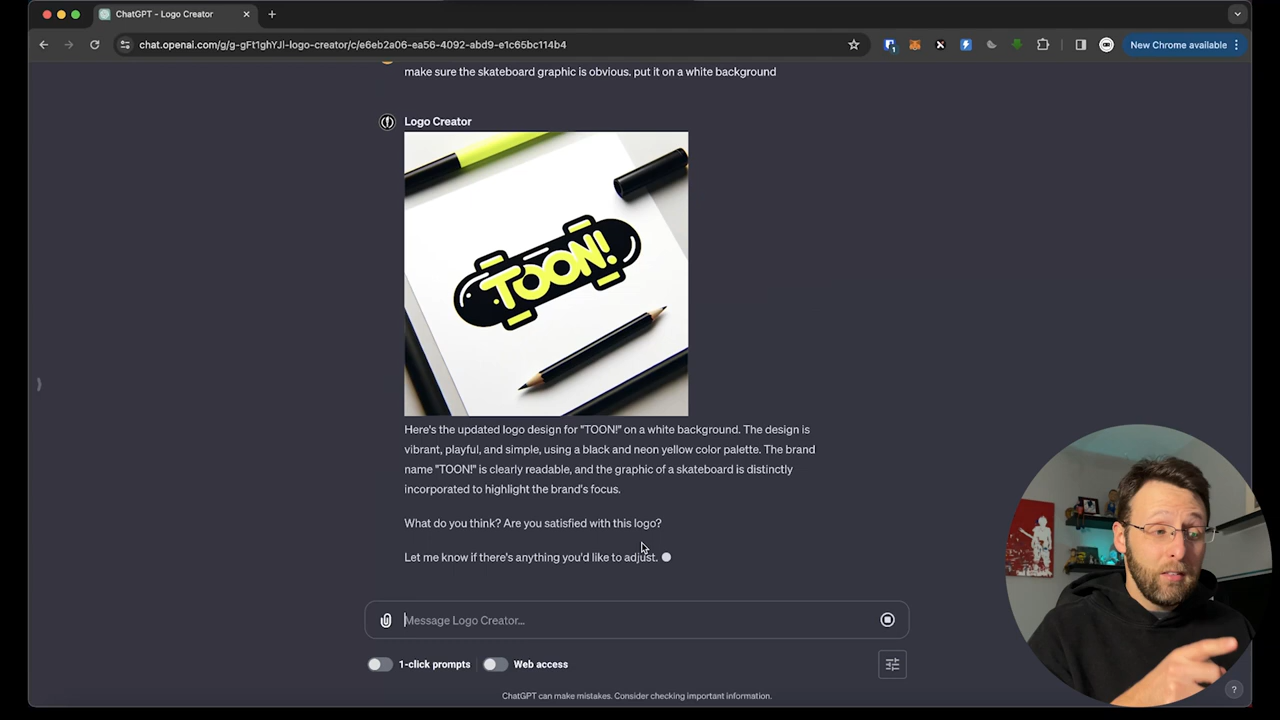 ChatGPT - Logo Creator
chat.openai.com/g/g-gFt1ghYJl-logo-creator/c/e6eb2a06-ea56-4092-abd9-e1c65bc114b4
New Chrome available
make sure the skateboard graphic is obvious. put it on a white background
Logo Creator
TOON!
Here's the updated logo design for "TOON!" on a white background. The design is
vibrant, playful, and simple, using a black and neon yellow color palette. The brand
name "TOON!" is clearly readable, and the graphic of a skateboard is distinctly
incorporated to highlight the brand's focus.
What do you think? Are you satisfied with this logo?
Let me know if there's anything you'd like to adjust.
Message Logo Creator...
1-click prompts
Web access
ChatGPT can make mistakes. Consider checking important information.
?